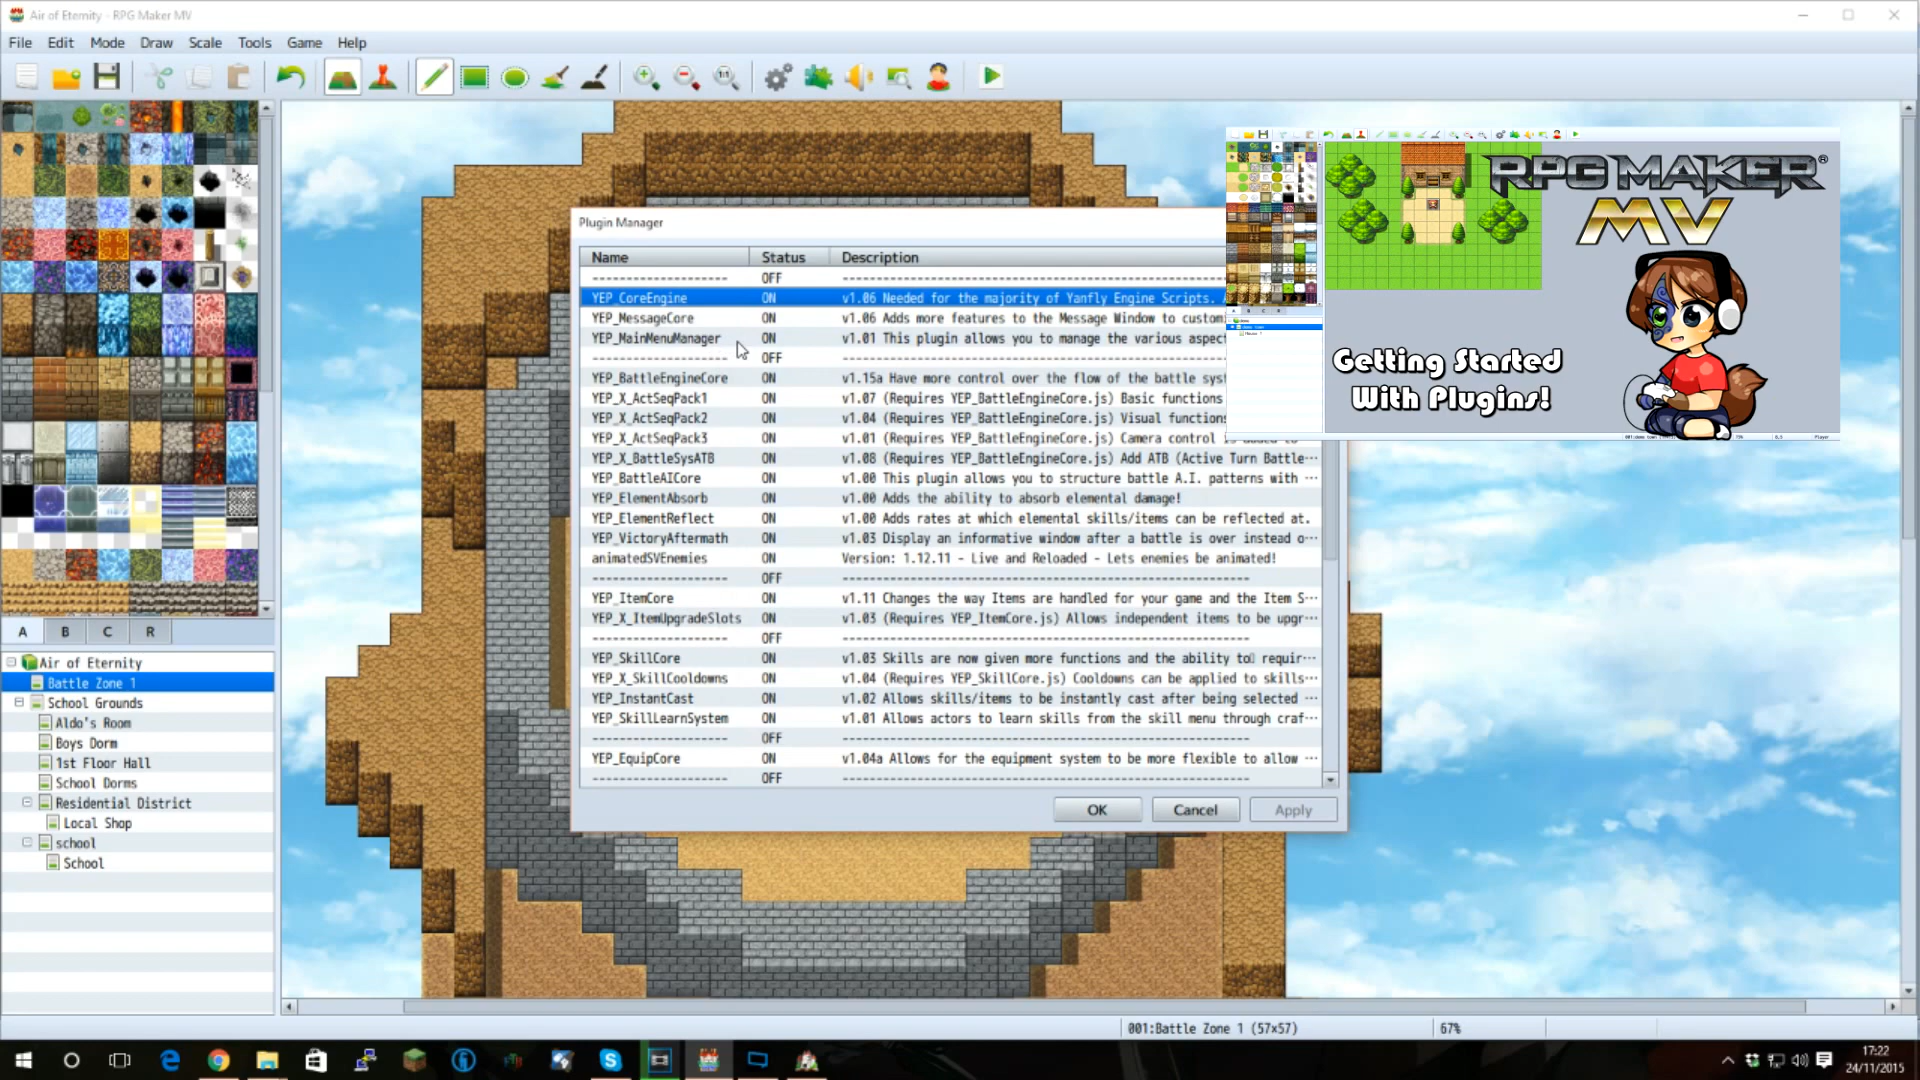 Air of Eternity - RPG Maker MV
File Edit Mode Draw Scale Tools Game Help
RPG MAKER®
MV
Getting Started
With Plugins!
Plugin Manager
Name Status Description
--------------------- OFF ---------------------------------------------------------------
YEP_CoreEngine ON v1.06 Needed for the majority of Yanfly Engine Scripts.
YEP_MessageCore ON v1.06 Adds more features to the Message Window to customi
YEP_MainMenuManager ON v1.01 This plugin allows you to manage the various aspect
--------------------- OFF ---------------------------------------------------------------
YEP_BattleEngineCore ON v1.15a Have more control over the flow of the battle syst
YEP_X_ActSeqPack1 ON v1.07 (Requires YEP_BattleEngineCore.js) Basic functions
YEP_X_ActSeqPack2 ON v1.04 (Requires YEP_BattleEngineCore.js) Visual functions
YEP_X_ActSeqPack3 ON v1.01 (Requires YEP_BattleEngineCore.js) Camera control is added to
YEP_X_BattleSysATB ON v1.08 (Requires YEP_BattleEngineCore.js) Add ATB (Active Turn Battle···
YEP_BattleAICore ON v1.00 This plugin allows you to structure battle A.I. patterns with ···
YEP_ElementAbsorb ON v1.00 Adds the ability to absorb elemental damage!
YEP_ElementReflect ON v1.00 Adds rates at which elemental skills/items can be reflected at.
YEP_VictoryAftermath ON v1.03 Display an informative window after a battle is over instead o···
animatedSVEnemies ON Version: 1.12.11 - Live and Reloaded - Lets enemies be animated!
--------------------- OFF ---------------------------------------------------------------
YEP_ItemCore ON v1.11 Changes the way Items are handled for your game and the Item S···
YEP_X_ItemUpgradeSlots ON v1.03 (Requires YEP_ItemCore.js) Allows independent items to be upgr···
--------------------- OFF ---------------------------------------------------------------
YEP_SkillCore ON v1.03 Skills are now given more functions and the ability to requir···
YEP_X_SkillCooldowns ON v1.04 (Requires YEP_SkillCore.js) Cooldowns can be applied to skills···
YEP_InstantCast ON v1.02 Allows skills/items to be instantly cast after being selected ···
YEP_SkillLearnSystem ON v1.01 Allows actors to learn skills from the skill menu through craf···
--------------------- OFF ---------------------------------------------------------------
YEP_EquipCore ON v1.04a Allows for the equipment system to be more flexible to allow ···
--------------------- OFF ---------------------------------------------------------------
OK Cancel Apply
A B C R
Air of Eternity
Battle Zone 1
School Grounds
Aldo's Room
Boys Dorm
1st Floor Hall
School Dorms
Residential District
Local Shop
school
School
001:Battle Zone 1 (57×57) 67%
17:22
24/11/2015